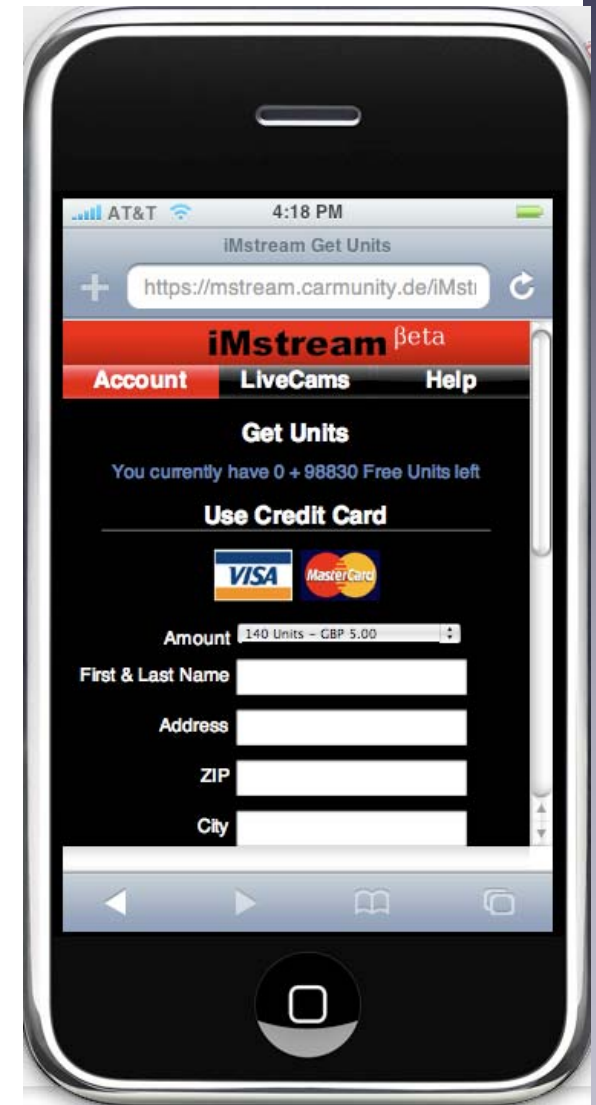 AT&T 4:18 PM
iMstream Get Units
https://mstream.carmunity.de/iMst
iMstream βeta
Account LiveCams Help
Get Units
You currently have 0 + 98830 Free Units left
Use Credit Card
VISA MasterCard
Amount 140 Units - GBP 5.00
First & Last Name
Address
ZIP
City